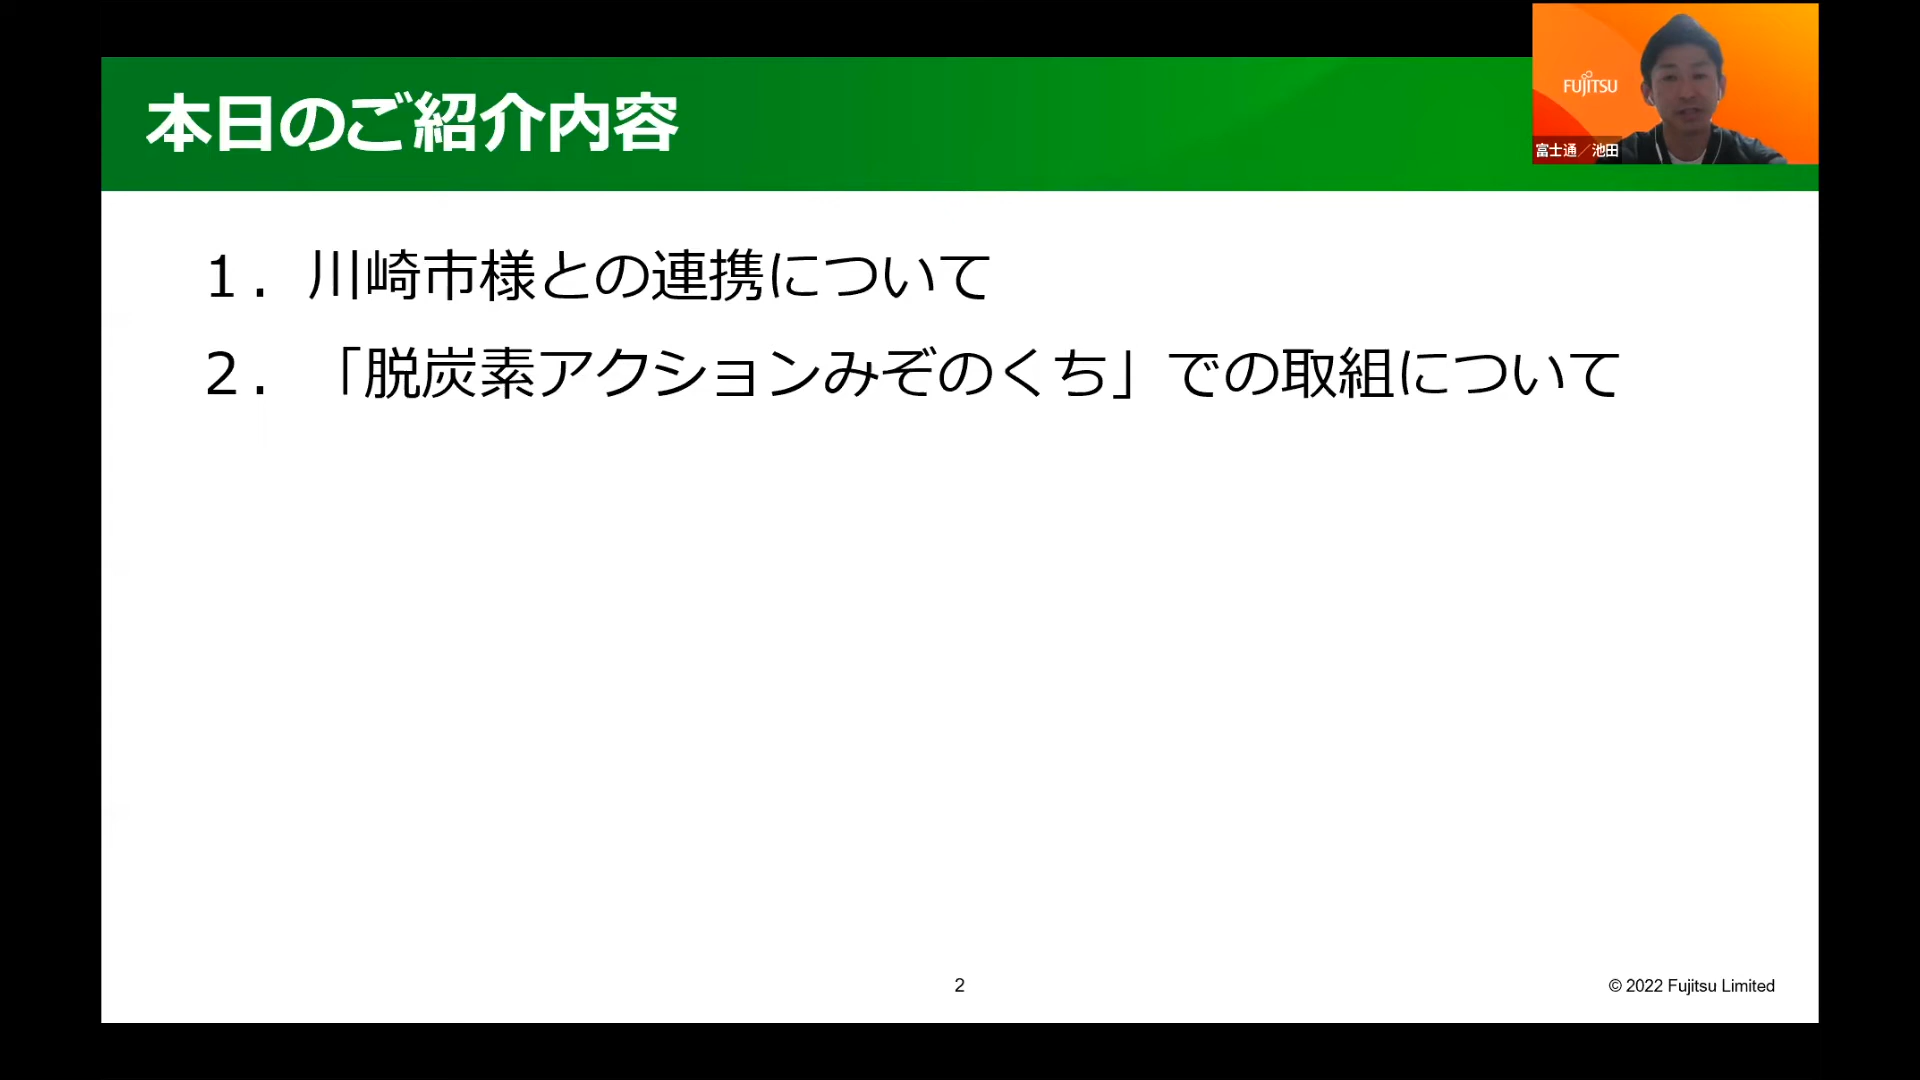 本日のご紹介内容
FUJITSU
富士通／池田
１．川崎市様との連携について
２．「脱炭素アクションみぞのくち」での取組について
2
© 2022 Fujitsu Limited